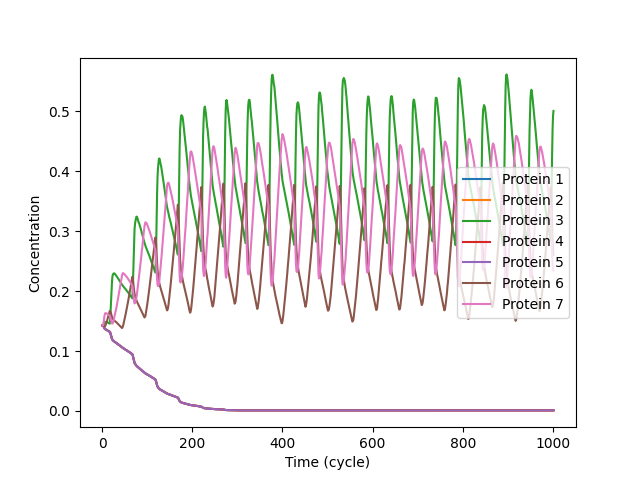 0.5
0.4
0.3
0.2
0.1
0.0
Concentration
Protein 1
Protein 2
Protein 3
Protein 4
Protein 5
Protein 6
Protein 7
0 200 400 600 800 1000
Time (cycle)